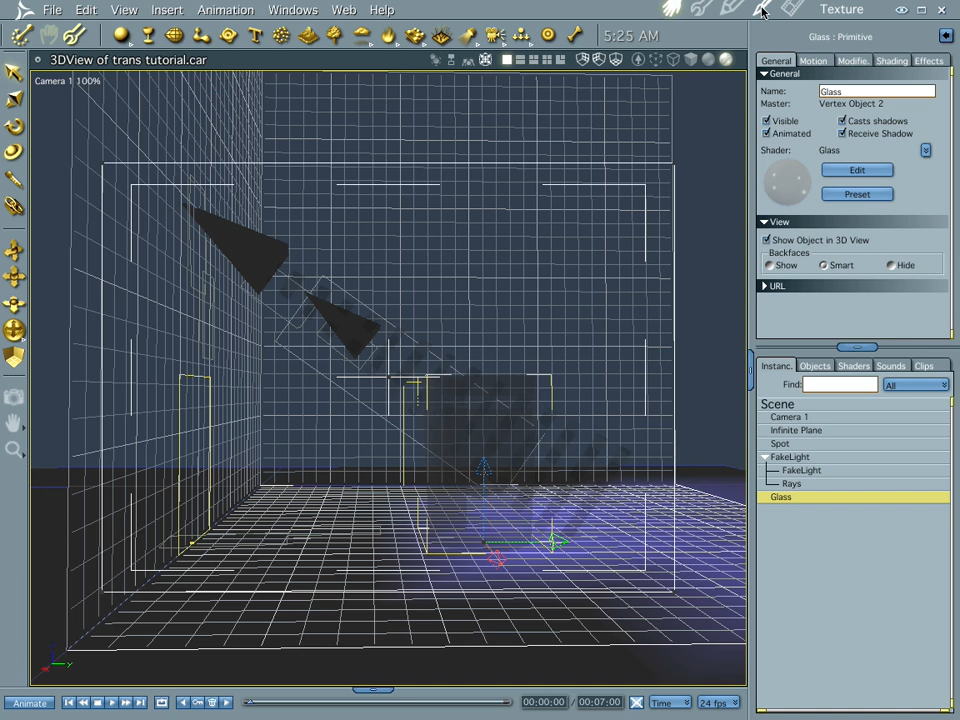 File Edit View Insert Animation Windows Web Help
Texture
5:25 AM
Glass : Primitive
3DView of trans tutorial.car
General Motion Modifie. Shading Effects
General
Camera 1 100%
Name: Glass
Master: Vertex Object 2
Visible Casts shadows
Animated Receive Shadow
Shader: Glass
Edit
Preset
View
Show Object in 3D View
Backfaces
Show Smart Hide
URL
Instanc. Objects Shaders Sounds Clips
Find: All
Scene
Camera 1
Infinite Plane
Spot
FakeLight
FakeLight
Rays
Glass
Y
Animate 00:00:00 / 00:07:00 Time 24 fps